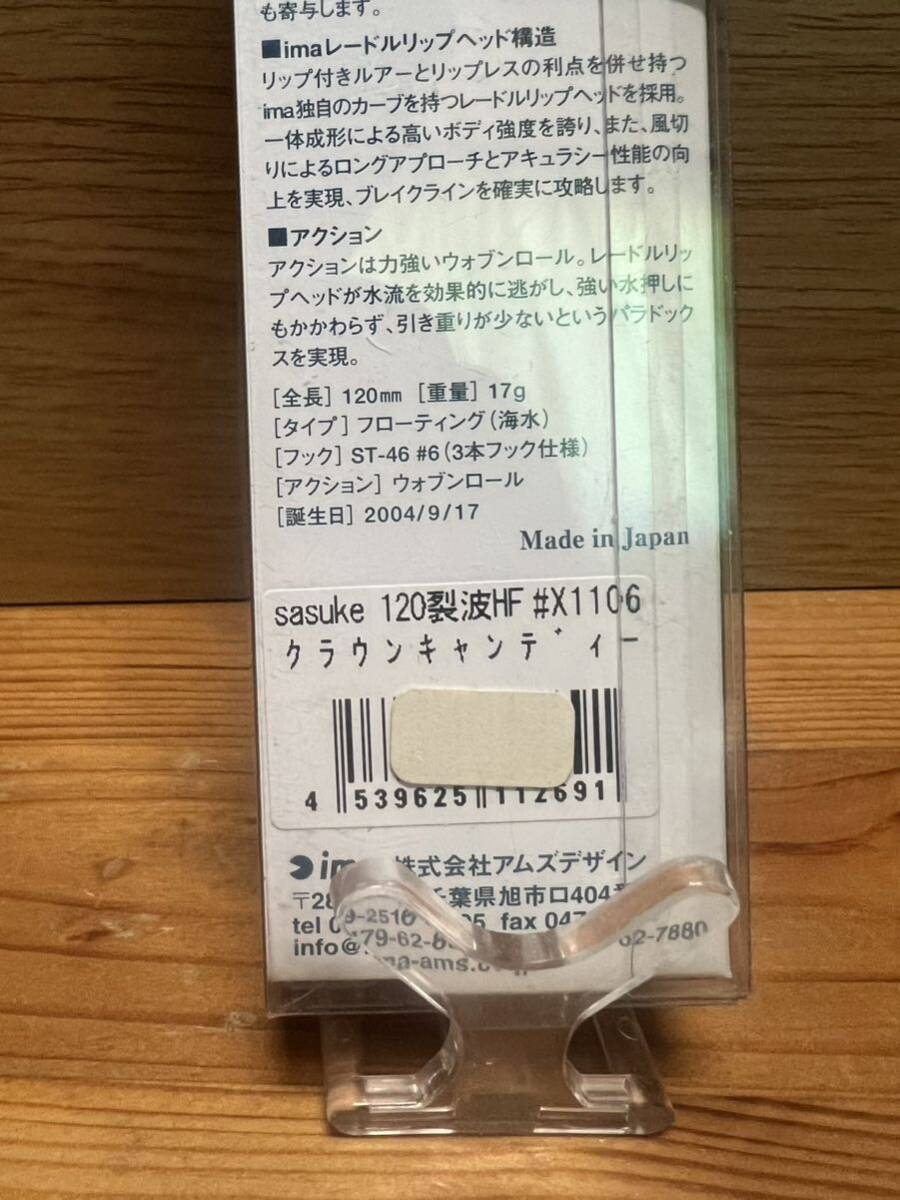 も寄与します。
■imaレードルリップヘッド構造
リップ付きルアーとリップレスの利点を併せ持つ
ima独自のカーブを持つレードルリップヘッドを採用。
一体成形による高いボディ強度を誇り、また、風切
りによるロングアプローチとアキュラシー性能の向
上を実現、ブレイクラインを確実に攻略します。
■アクション
アクションは力強いウォブンロール。レードルリッ
プヘッドが水流を効果的に逃がし、強い水押しに
もかかわらず、引き重りが少ないというパラドック
スを実現。
[全長] 120mm [重量] 17g
[タイプ] フローティング(海水)
[フック] ST-46 #6(3本フック仕様)
[アクション] ウォブンロール
[誕生日] 2004/9/17
Made in Japan
sasuke 120裂波HF #X1106
クラウンキャンディー
4 539625 112691
株式会社アムズデザイン
千葉県旭市ロ404
tel fax
info@